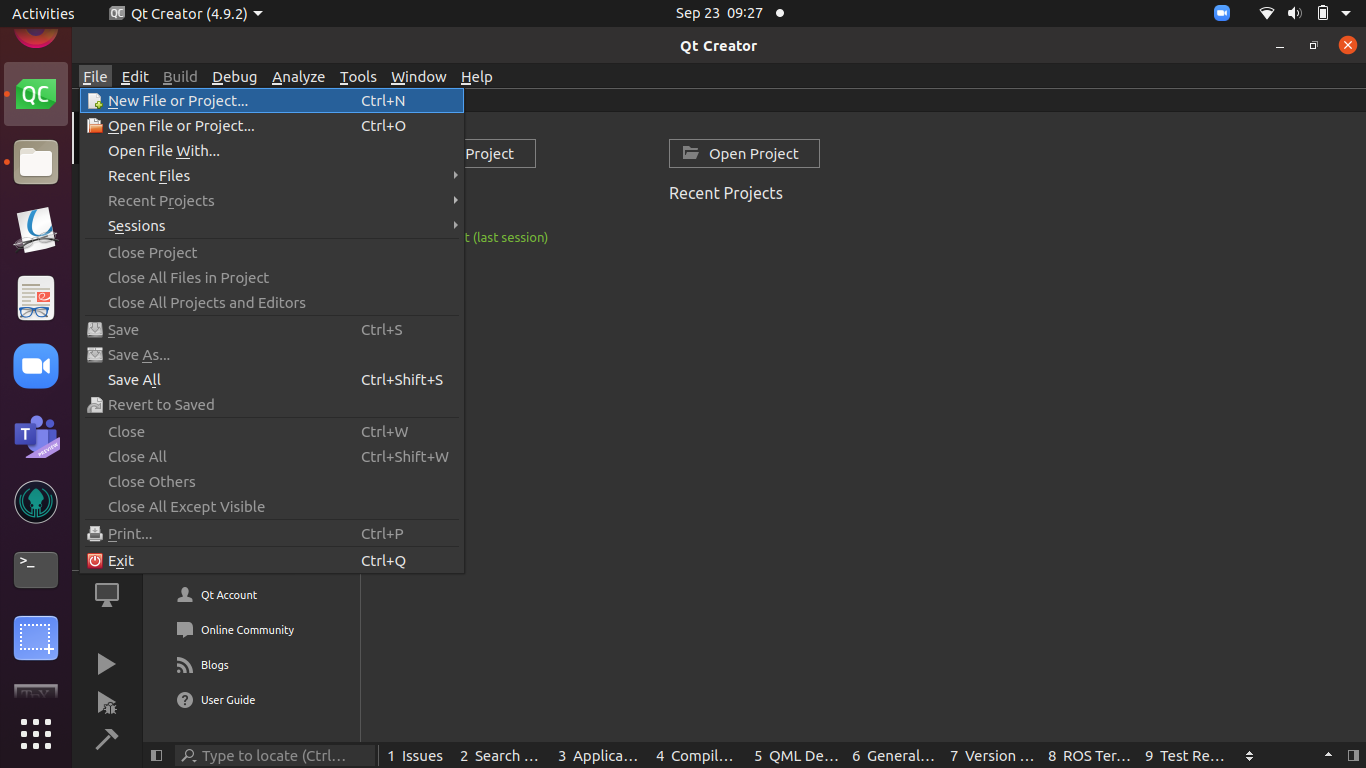 Activities
Qt Creator (4.9.2)
Sep 23 09:27
Qt Creator
File Edit Build Debug Analyze Tools Window Help
New File or Project... Ctrl+N
Open File or Project... Ctrl+O
Open File With...
Recent Files
Recent Projects
Sessions
Close Project
Close All Files in Project
Close All Projects and Editors
Save Ctrl+S
Save As...
Save All Ctrl+Shift+S
Revert to Saved
Close Ctrl+W
Close All Ctrl+Shift+W
Close Others
Close All Except Visible
Print... Ctrl+P
Exit Ctrl+Q
Project
Open Project
Recent Projects
t (last session)
QC
T
PREVIEW
>_
Qt Account
Online Community
Blogs
User Guide
Type to locate (Ctrl...
1 Issues 2 Search ... 3 Applica... 4 Compil... 5 QML De... 6 General... 7 Version ... 8 ROS Ter... 9 Test Re...